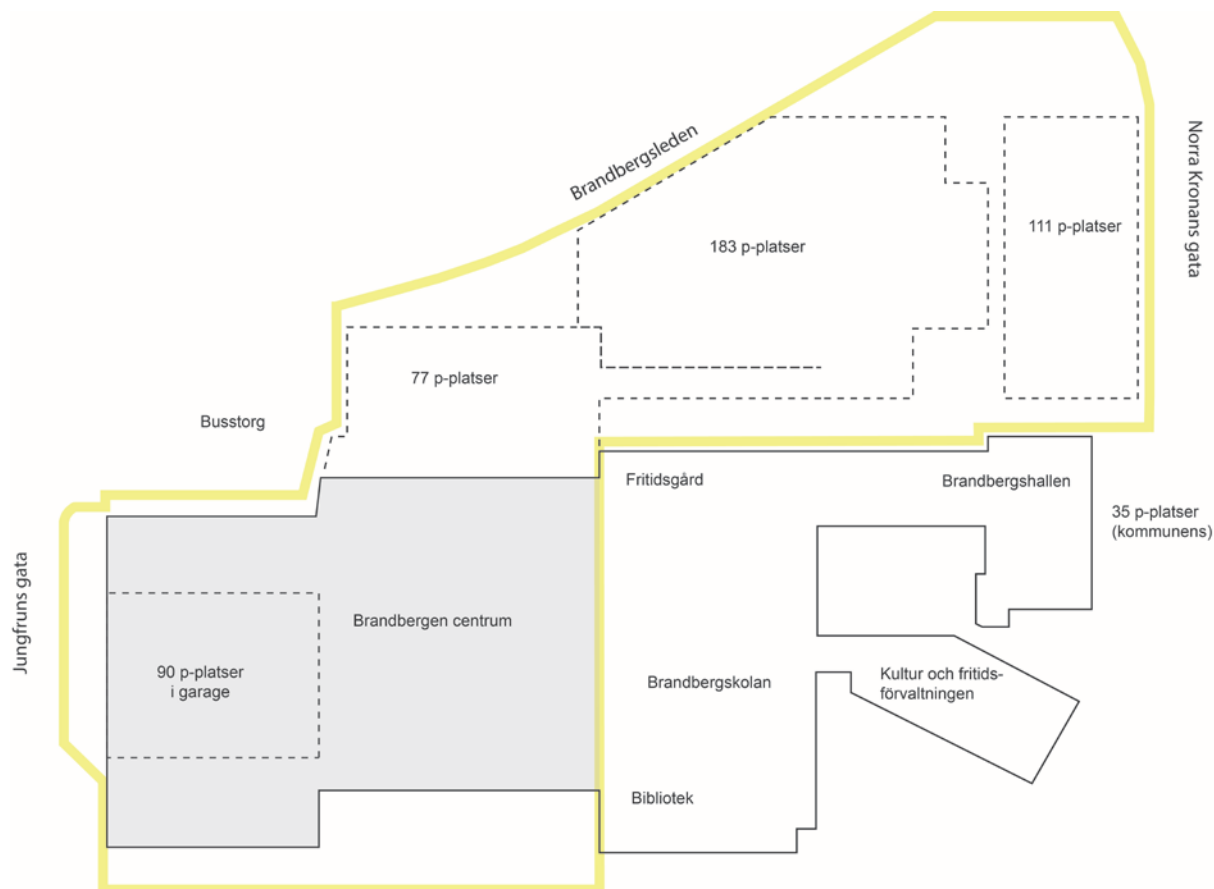 Brandbergsleden
Norra Kronans gata
183 p-platser
111 p-platser
77 p-platser
Busstorg
Fritidsgård
Brandbergshallen
35 p-platser
(kommunens)
Jungfruns gata
Brandbergen centrum
90 p-platser
i garage
Brandbergskolan
Kultur och fritids-
förvaltningen
Bibliotek